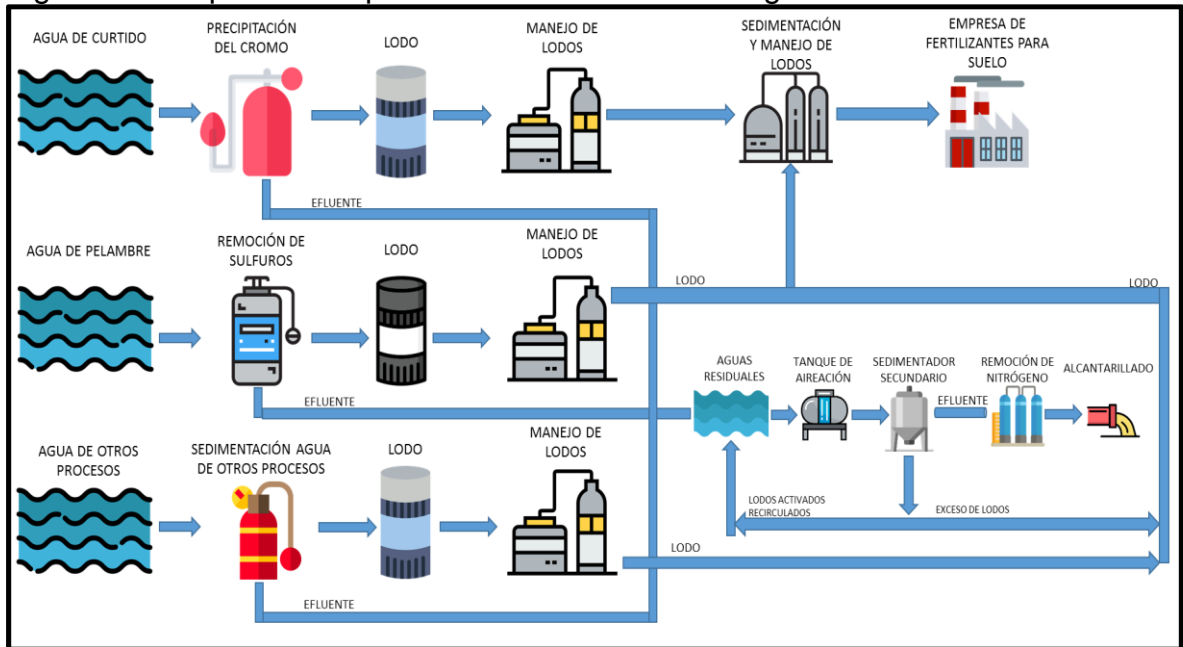 AGUA DE CURTIDO
PRECIPITACIÓN
DEL CROMO
LODO
MANEJO DE
LODOS
SEDIMENTACIÓN
Y MANEJO DE
LODOS
EMPRESA DE
FERTILIZANTES PARA
SUELO
EFLUENTE
AGUA DE PELAMBRE
REMOCIÓN DE
SULFUROS
LODO
MANEJO DE
LODOS
LODO
LODO
EFLUENTE
AGUAS
RESIDUALES
TANQUE DE
AIREACIÓN
SEDIMENTADOR
SECUNDARIO
EFLUENTE
REMOCIÓN DE
NITRÓGENO
ALCANTARILLADO
AGUA DE OTROS
PROCESOS
SEDIMENTACIÓN AGUA
DE OTROS PROCESOS
LODO
MANEJO DE
LODOS
LODOS ACTIVADOS
RECIRCULADOS
EXCESO DE LODOS
LODO
EFLUENTE